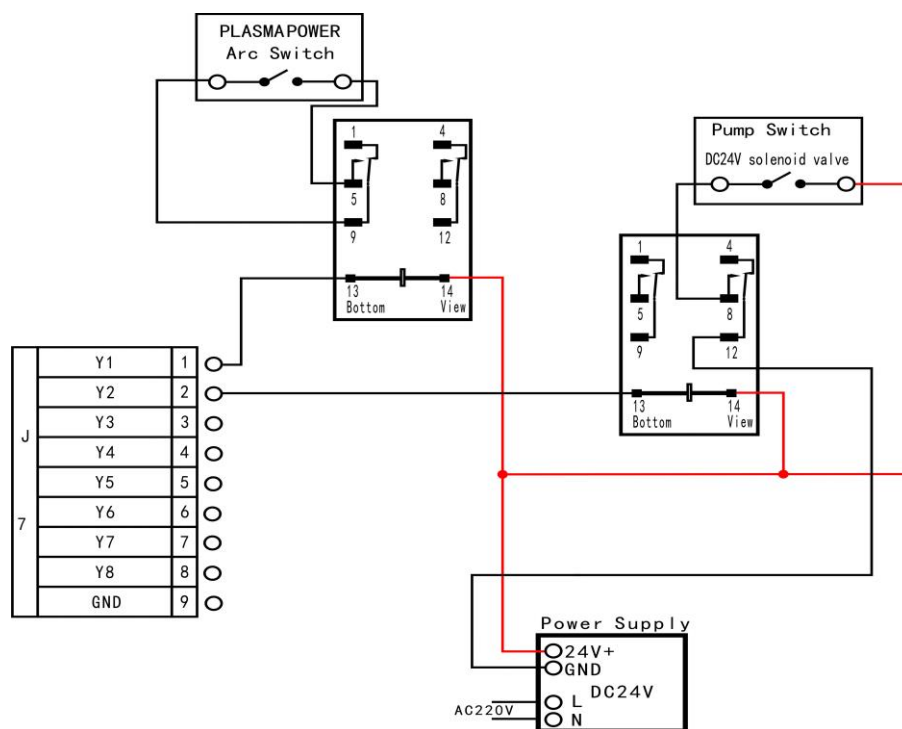 PLASMAPOWER
Arc Switch
1
4
5
8
9
12
13
14
Bottom
View
Pump Switch
DC24V solenoid valve
1
4
5
8
9
12
13
14
Bottom
View
J
7
Y1 1
Y2 2
Y3 3
Y4 4
Y5 5
Y6 6
Y7 7
Y8 8
GND 9
Power Supply
24V+
GND
DC24V
AC220V
L
N